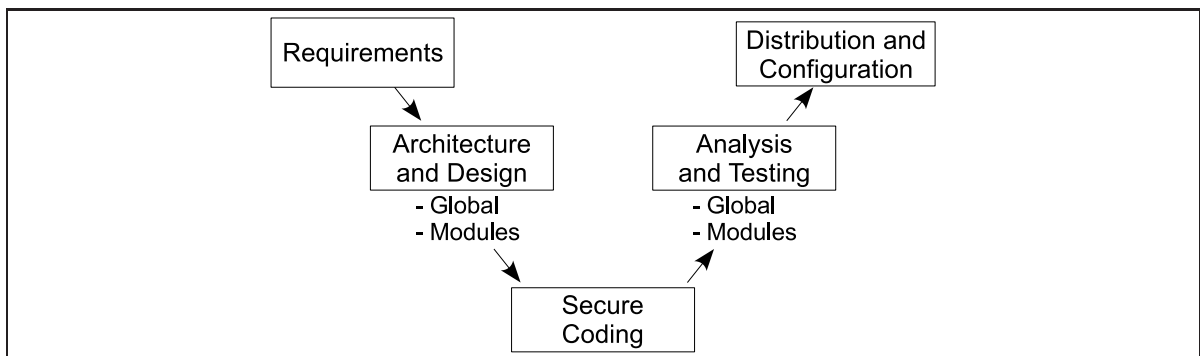 Requirements
Distribution and
Configuration
Architecture
and Design
- Global
- Modules
Analysis
and Testing
- Global
- Modules
Secure
Coding